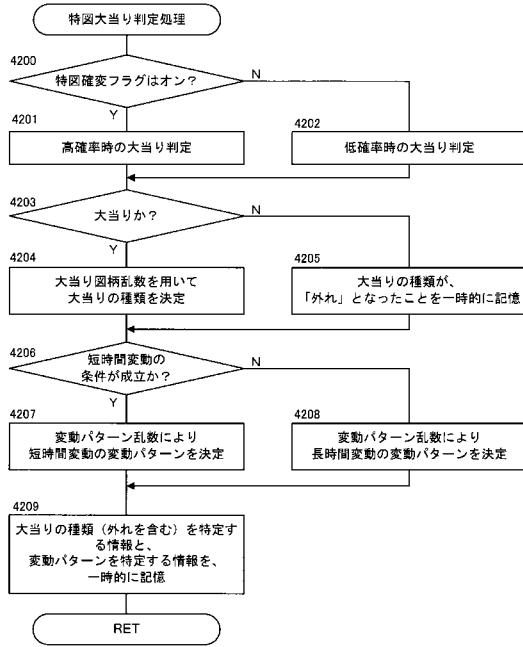 特図大当り判定処理
4200
特図確変フラグはオン？
N
Y
4201
高確率時の大当り判定
4202
低確率時の大当り判定
4203
大当りか？
N
Y
4204
大当り図柄乱数を用いて
大当りの種類を決定
4205
大当りの種類が、
「外れ」となったことを一時的に記憶
4206
短時間変動の
条件が成立か？
N
Y
4207
変動パターン乱数により
短時間変動の変動パターンを決定
4208
変動パターン乱数により
長時間変動の変動パターンを決定
4209
大当りの種類（外れを含む）を特定す
る情報と、
変動パターンを特定する情報を、
一時的に記憶
RET